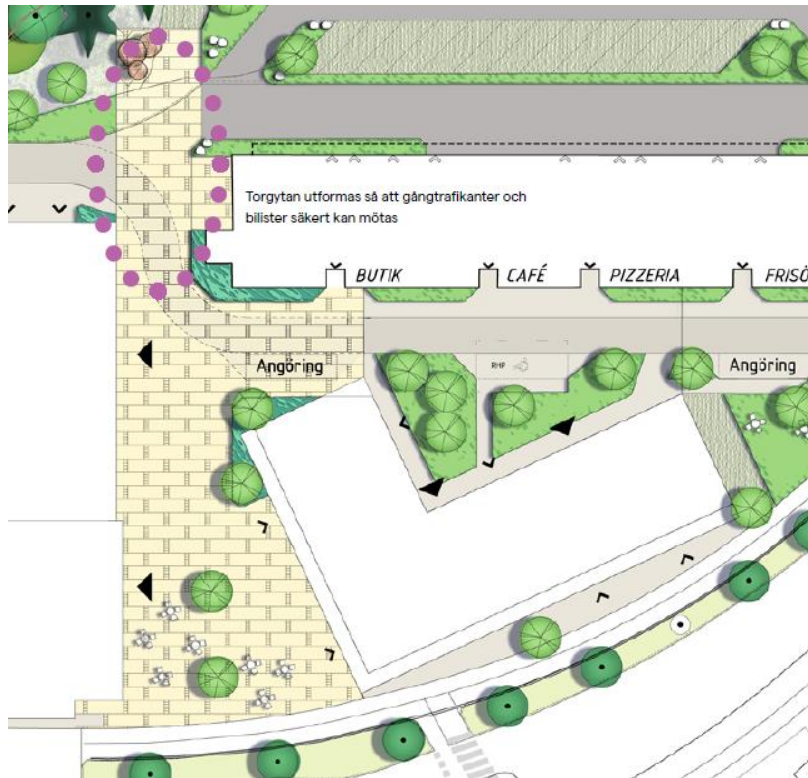 Torgytan utformas så att gångtrafikanter och
bilister säkert kan mötas
BUTIK
CAFÉ
PIZZERIA
FRISÖ
Angöring
RHP
Angöring